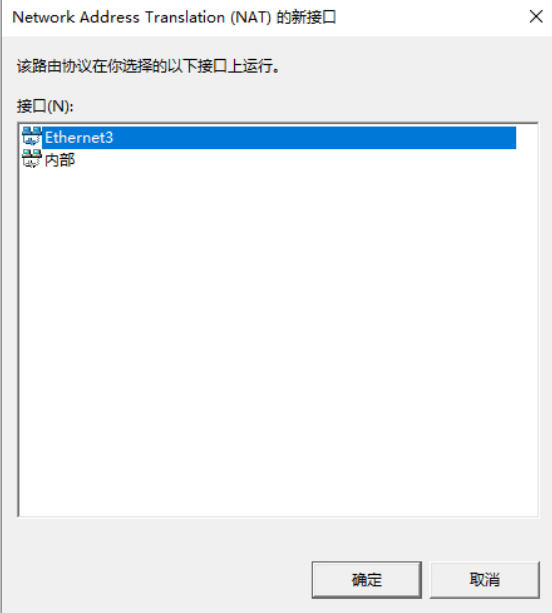 Network Address Translation (NAT) 的新接口
该路由协议在你选择的以下接口上运行。
接口(N):
Ethernet3
内部
确定
取消